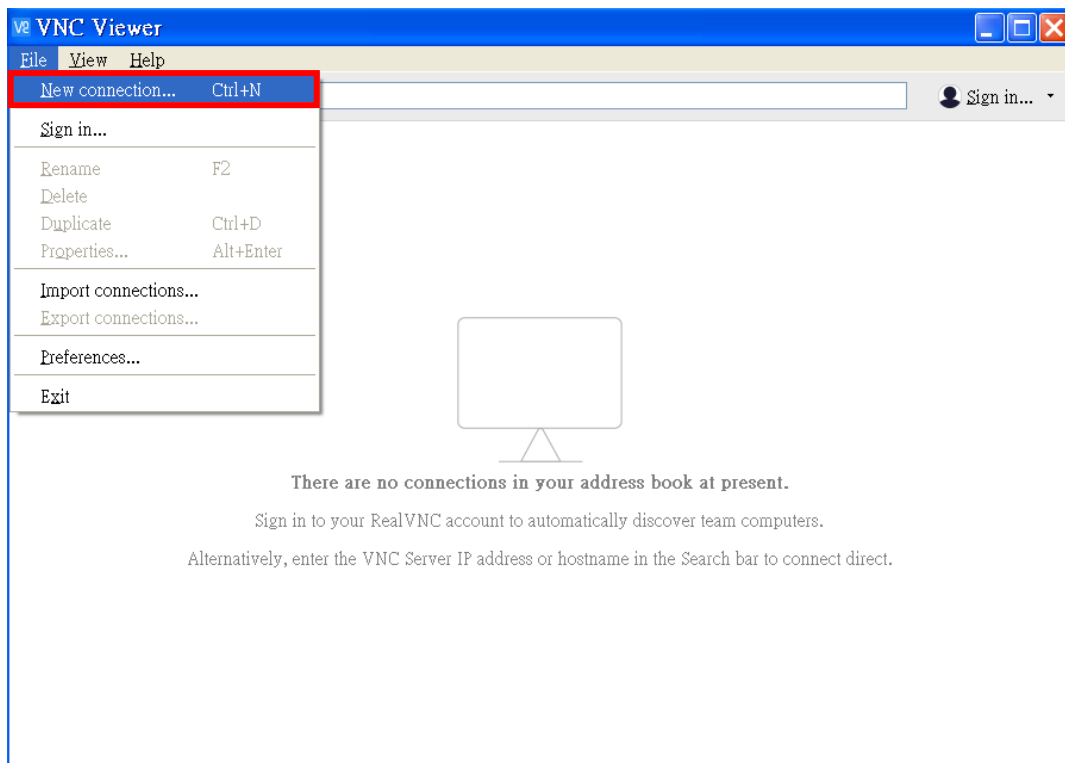 V2 VNC Viewer
File View Help
New connection... Ctrl+N
Sign in...
Sign in...
Rename F2
Delete
Duplicate Ctrl+D
Properties... Alt+Enter
Import connections...
Export connections...
Preferences...
Exit
There are no connections in your address book at present.
Sign in to your RealVNC account to automatically discover team computers.
Alternatively, enter the VNC Server IP address or hostname in the Search bar to connect direct.